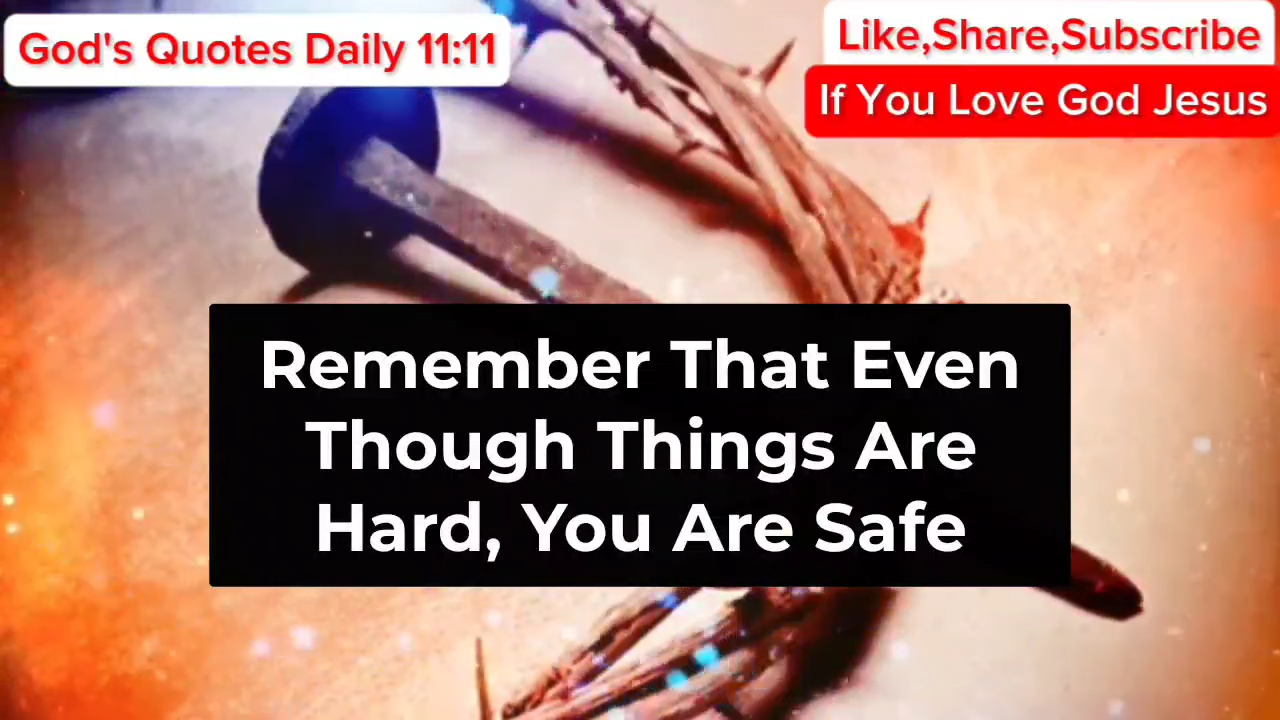 God's Quotes Daily 11:11
Like,Share,Subscribe
If You Love God Jesus
Remember That Even
Though Things Are
Hard, You Are Safe